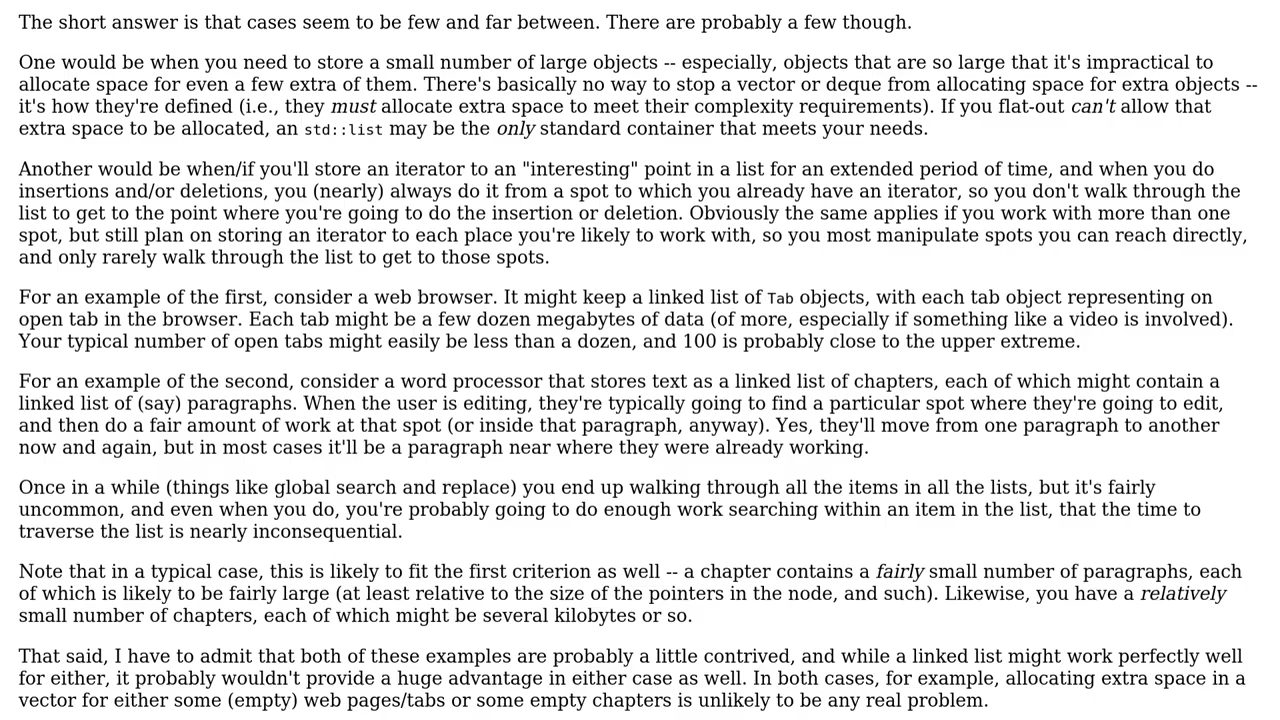 The short answer is that cases seem to be few and far between. There are probably a few though.
One would be when you need to store a small number of large objects -- especially, objects that are so large that it's impractical to
allocate space for even a few extra of them. There's basically no way to stop a vector or deque from allocating space for extra objects --
it's how they're defined (i.e., they must allocate extra space to meet their complexity requirements). If you flat-out can't allow that
extra space to be allocated, an std::list may be the only standard container that meets your needs.
Another would be when/if you'll store an iterator to an "interesting" point in a list for an extended period of time, and when you do
insertions and/or deletions, you (nearly) always do it from a spot to which you already have an iterator, so you don't walk through the
list to get to the point where you're going to do the insertion or deletion. Obviously the same applies if you work with more than one
spot, but still plan on storing an iterator to each place you're likely to work with, so you most manipulate spots you can reach directly,
and only rarely walk through the list to get to those spots.
For an example of the first, consider a web browser. It might keep a linked list of Tab objects, with each tab object representing on
open tab in the browser. Each tab might be a few dozen megabytes of data (of more, especially if something like a video is involved).
Your typical number of open tabs might easily be less than a dozen, and 100 is probably close to the upper extreme.
For an example of the second, consider a word processor that stores text as a linked list of chapters, each of which might contain a
linked list of (say) paragraphs. When the user is editing, they're typically going to find a particular spot where they're going to edit,
and then do a fair amount of work at that spot (or inside that paragraph, anyway). Yes, they'll move from one paragraph to another
now and again, but in most cases it'll be a paragraph near where they were already working.
Once in a while (things like global search and replace) you end up walking through all the items in all the lists, but it's fairly
uncommon, and even when you do, you're probably going to do enough work searching within an item in the list, that the time to
traverse the list is nearly inconsequential.
Note that in a typical case, this is likely to fit the first criterion as well -- a chapter contains a fairly small number of paragraphs, each
of which is likely to be fairly large (at least relative to the size of the pointers in the node, and such). Likewise, you have a relatively
small number of chapters, each of which might be several kilobytes or so.
That said, I have to admit that both of these examples are probably a little contrived, and while a linked list might work perfectly well
for either, it probably wouldn't provide a huge advantage in either case as well. In both cases, for example, allocating extra space in a
vector for either some (empty) web pages/tabs or some empty chapters is unlikely to be any real problem.